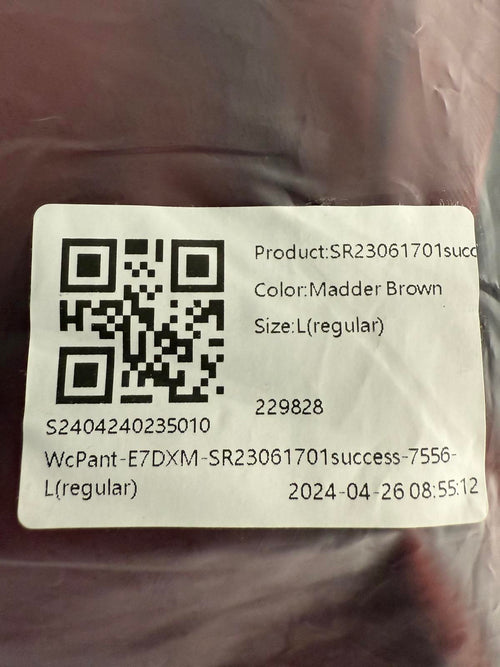 Product:SR23061701succ
Color:Madder Brown
Size:L(regular)
229828
S2404240235010
WcPant-E7DXM-SR23061701success-7556-
L(regular)
2024-04-26 08:55:12